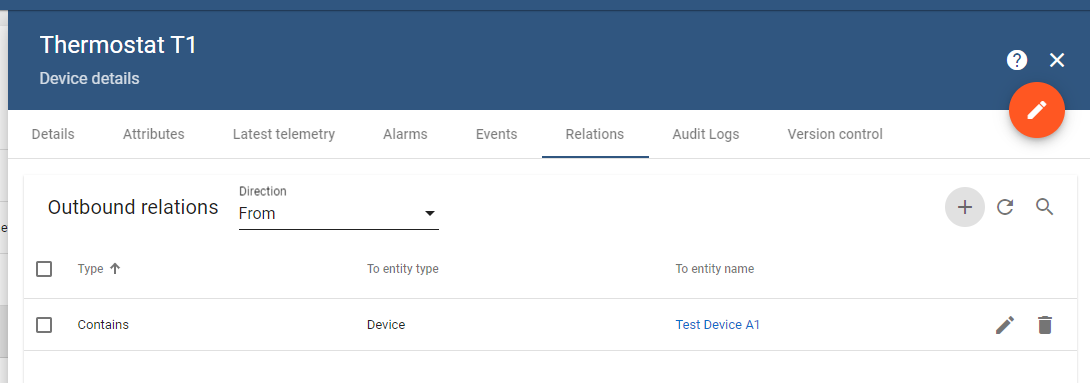 Thermostat T1
Device details
Details Attributes Latest telemetry Alarms Events Relations Audit Logs Version control
Direction
Outbound relations From
Type To entity type To entity name
Contains Device Test Device A1